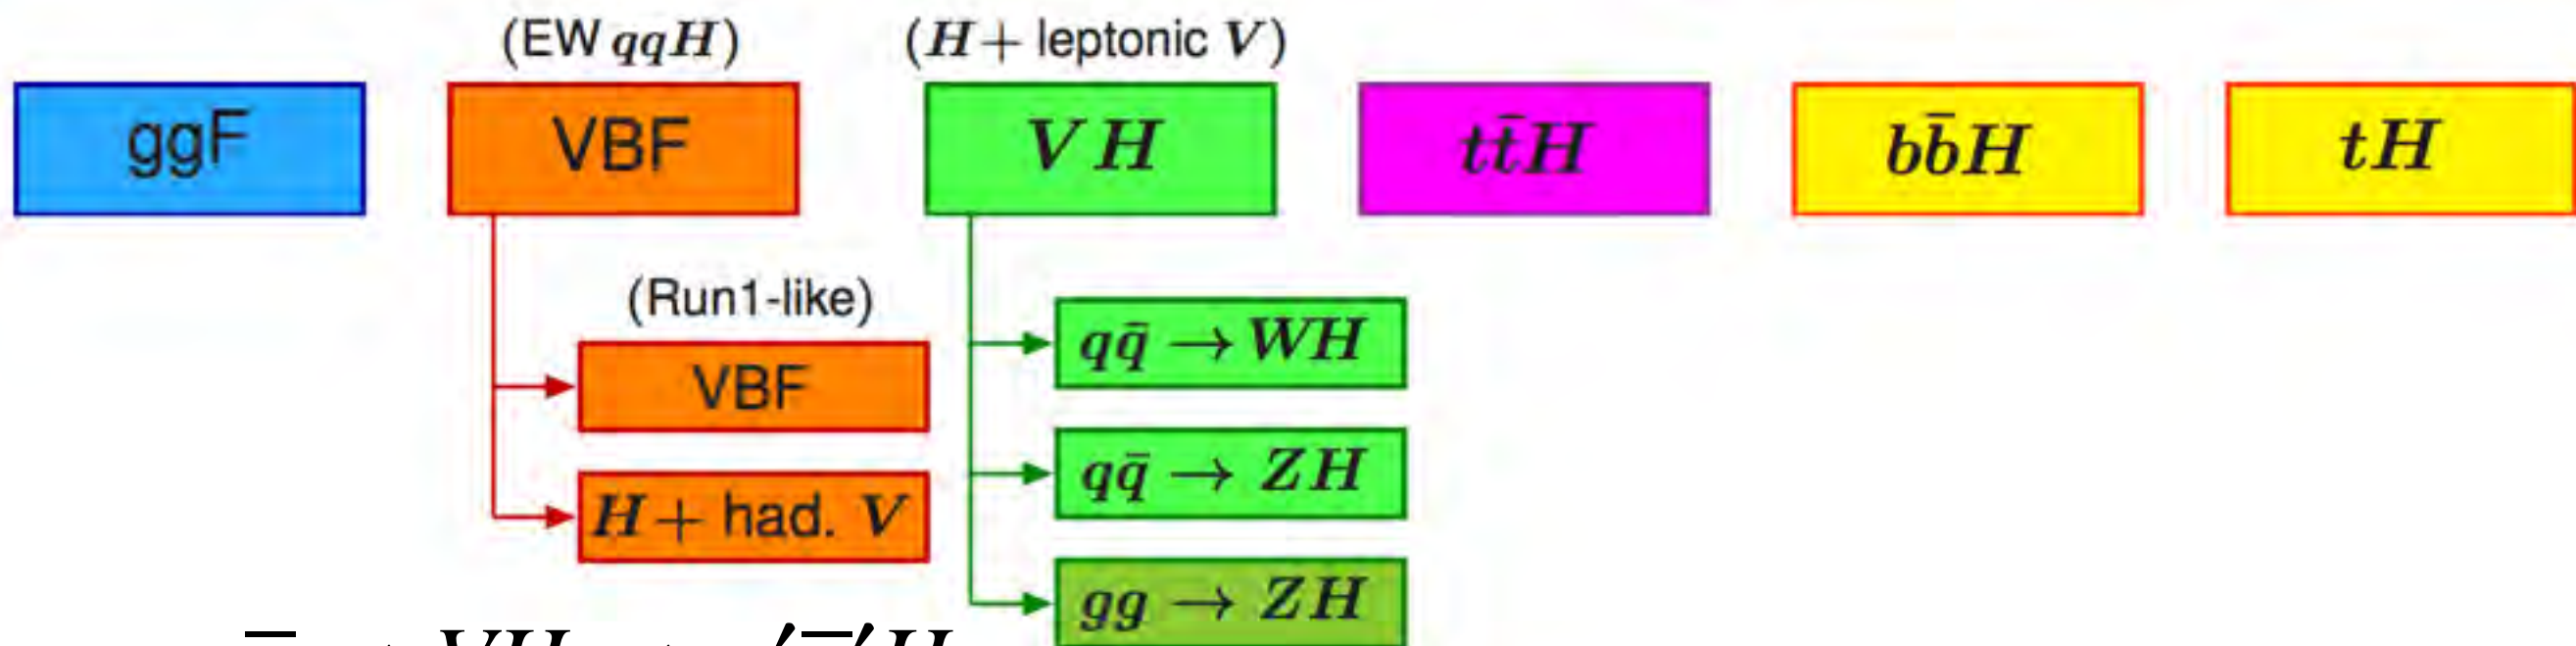 (EW qqH) (H + leptonic V)
ggF VBF VH tt̄H bb̄H tH
(Run1-like)
qq̄ → WH
VBF
qq̄ → ZH
H + had. V
gg → ZH